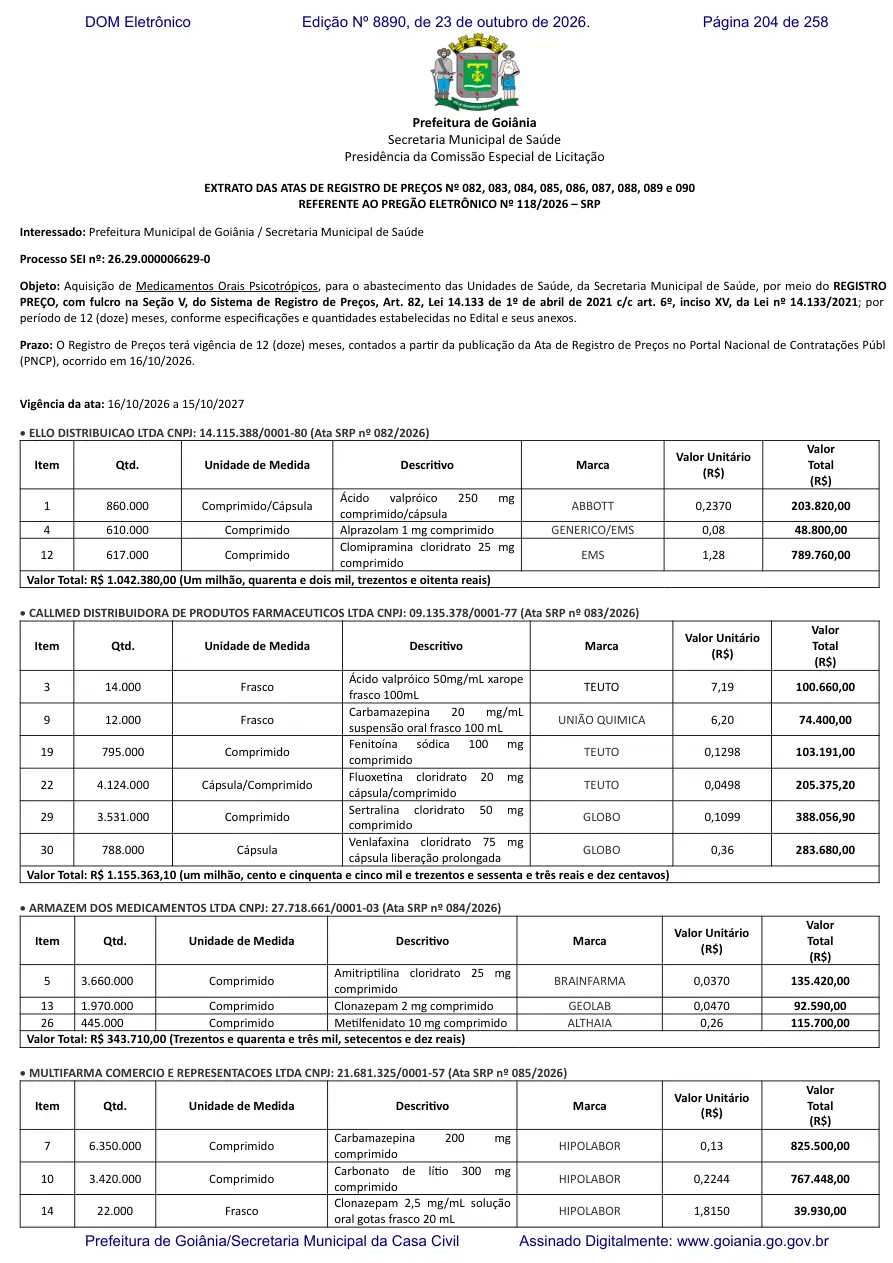 DOM Eletrônico Edição Nº 8890, de 23 de outubro de 2026. Página 204 de 258
Prefeitura de Goiânia
Secretaria Municipal de Saúde
Presidência da Comissão Especial de Licitação
EXTRATO DAS ATAS DE REGISTRO DE PREÇOS Nº 082, 083, 084, 085, 086, 087, 088, 089 e 090
REFERENTE AO PREGÃO ELETRÔNICO Nº 118/2026 – SRP
Interessado: Prefeitura Municipal de Goiânia / Secretaria Municipal de Saúde
Processo SEI nº: 26.29.000006629-0
Objeto: Aquisição de Medicamentos Orais Psicotrópicos, para o abastecimento das Unidades de Saúde, da Secretaria Municipal de Saúde, por meio do REGISTRO
PREÇO, com fulcro na Seção V, do Sistema de Registro de Preços, Art. 82, Lei 14.133 de 1º de abril de 2021 c/c art. 6º, inciso XV, da Lei nº 14.133/2021; por
período de 12 (doze) meses, conforme especificações e quantidades estabelecidas no Edital e seus anexos.
Prazo: O Registro de Preços terá vigência de 12 (doze) meses, contados a partir da publicação da Ata de Registro de Preços no Portal Nacional de Contratações Públ
(PNCP), ocorrido em 16/10/2026.
Vigência da ata: 16/10/2026 a 15/10/2027
• ELLO DISTRIBUICAO LTDA CNPJ: 14.115.388/0001-80 (Ata SRP nº 082/2026)
Item Qtd. Unidade de Medida Descritivo Marca Valor Unitário (R$) Valor Total (R$)
1 860.000 Comprimido/Cápsula Ácido valpróico 250 mg comprimido/cápsula ABBOTT 0,2370 203.820,00
4 610.000 Comprimido Alprazolam 1 mg comprimido GENERICO/EMS 0,08 48.800,00
12 617.000 Comprimido Clomipramina cloridrato 25 mg comprimido EMS 1,28 789.760,00
Valor Total: R$ 1.042.380,00 (Um milhão, quarenta e dois mil, trezentos e oitenta reais)
• CALLMED DISTRIBUIDORA DE PRODUTOS FARMACEUTICOS LTDA CNPJ: 09.135.378/0001-77 (Ata SRP nº 083/2026)
Item Qtd. Unidade de Medida Descritivo Marca Valor Unitário (R$) Valor Total (R$)
3 14.000 Frasco Ácido valpróico 50mg/mL xarope frasco 100mL TEUTO 7,19 100.660,00
9 12.000 Frasco Carbamazepina 20 mg/mL suspensão oral frasco 100 mL UNIÃO QUIMICA 6,20 74.400,00
19 795.000 Comprimido Fenitoína sódica 100 mg comprimido TEUTO 0,1298 103.191,00
22 4.124.000 Cápsula/Comprimido Fluoxetina cloridrato 20 mg cápsula/comprimido TEUTO 0,0498 205.375,20
29 3.531.000 Comprimido Sertralina cloridrato 50 mg comprimido GLOBO 0,1099 388.056,90
30 788.000 Cápsula Venlafaxina cloridrato 75 mg cápsula liberação prolongada GLOBO 0,36 283.680,00
Valor Total: R$ 1.155.363,10 (um milhão, cento e cinquenta e cinco mil e trezentos e sessenta e três reais e dez centavos)
• ARMAZEM DOS MEDICAMENTOS LTDA CNPJ: 27.718.661/0001-03 (Ata SRP nº 084/2026)
Item Qtd. Unidade de Medida Descritivo Marca Valor Unitário (R$) Valor Total (R$)
5 3.660.000 Comprimido Amitriptilina cloridrato 25 mg comprimido BRAINFARMA 0,0370 135.420,00
13 1.970.000 Comprimido Clonazepam 2 mg comprimido GEOLAB 0,0470 92.590,00
26 445.000 Comprimido Metilfenidato 10 mg comprimido ALTHAIA 0,26 115.700,00
Valor Total: R$ 343.710,00 (Trezentos e quarenta e três mil, setecentos e dez reais)
• MULTIFARMA COMERCIO E REPRESENTACOES LTDA CNPJ: 21.681.325/0001-57 (Ata SRP nº 085/2026)
Item Qtd. Unidade de Medida Descritivo Marca Valor Unitário (R$) Valor Total (R$)
7 6.350.000 Comprimido Carbamazepina 200 mg comprimido HIPOLABOR 0,13 825.500,00
10 3.420.000 Comprimido Carbonato de lítio 300 mg comprimido HIPOLABOR 0,2244 767.448,00
14 22.000 Frasco Clonazepam 2,5 mg/mL solução oral gotas frasco 20 mL HIPOLABOR 1,8150 39.930,00
Prefeitura de Goiânia/Secretaria Municipal da Casa Civil Assinado Digitalmente: www.goiania.go.gov.br